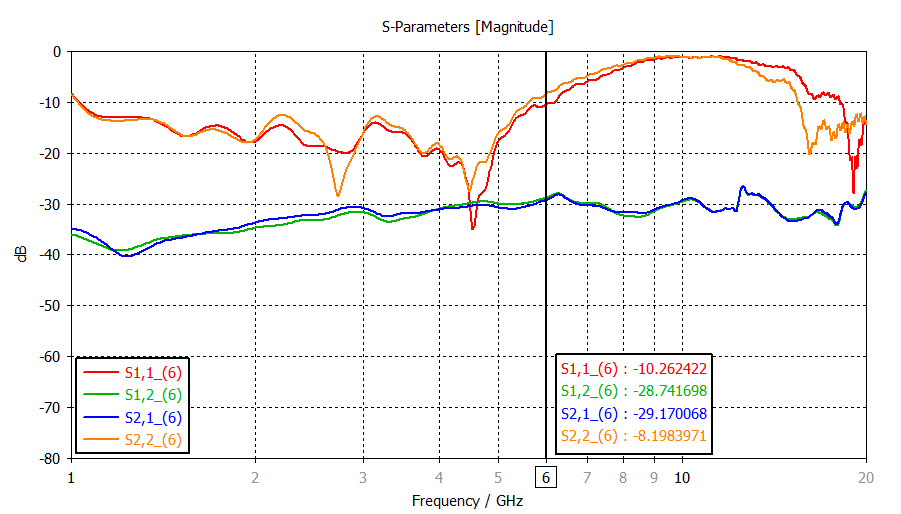 S-Parameters [Magnitude]
0
-10
-20
-30
-40
-50
-60
-70
-80
dB
S1,1_(6)
S1,2_(6)
S2,1_(6)
S2,2_(6)
S1,1_(6) : -10.262422
S1,2_(6) : -28.741698
S2,1_(6) : -29.170068
S2,2_(6) : -8.1983971
1 2 3 4 5 6 7 8 9 10 20
Frequency / GHz